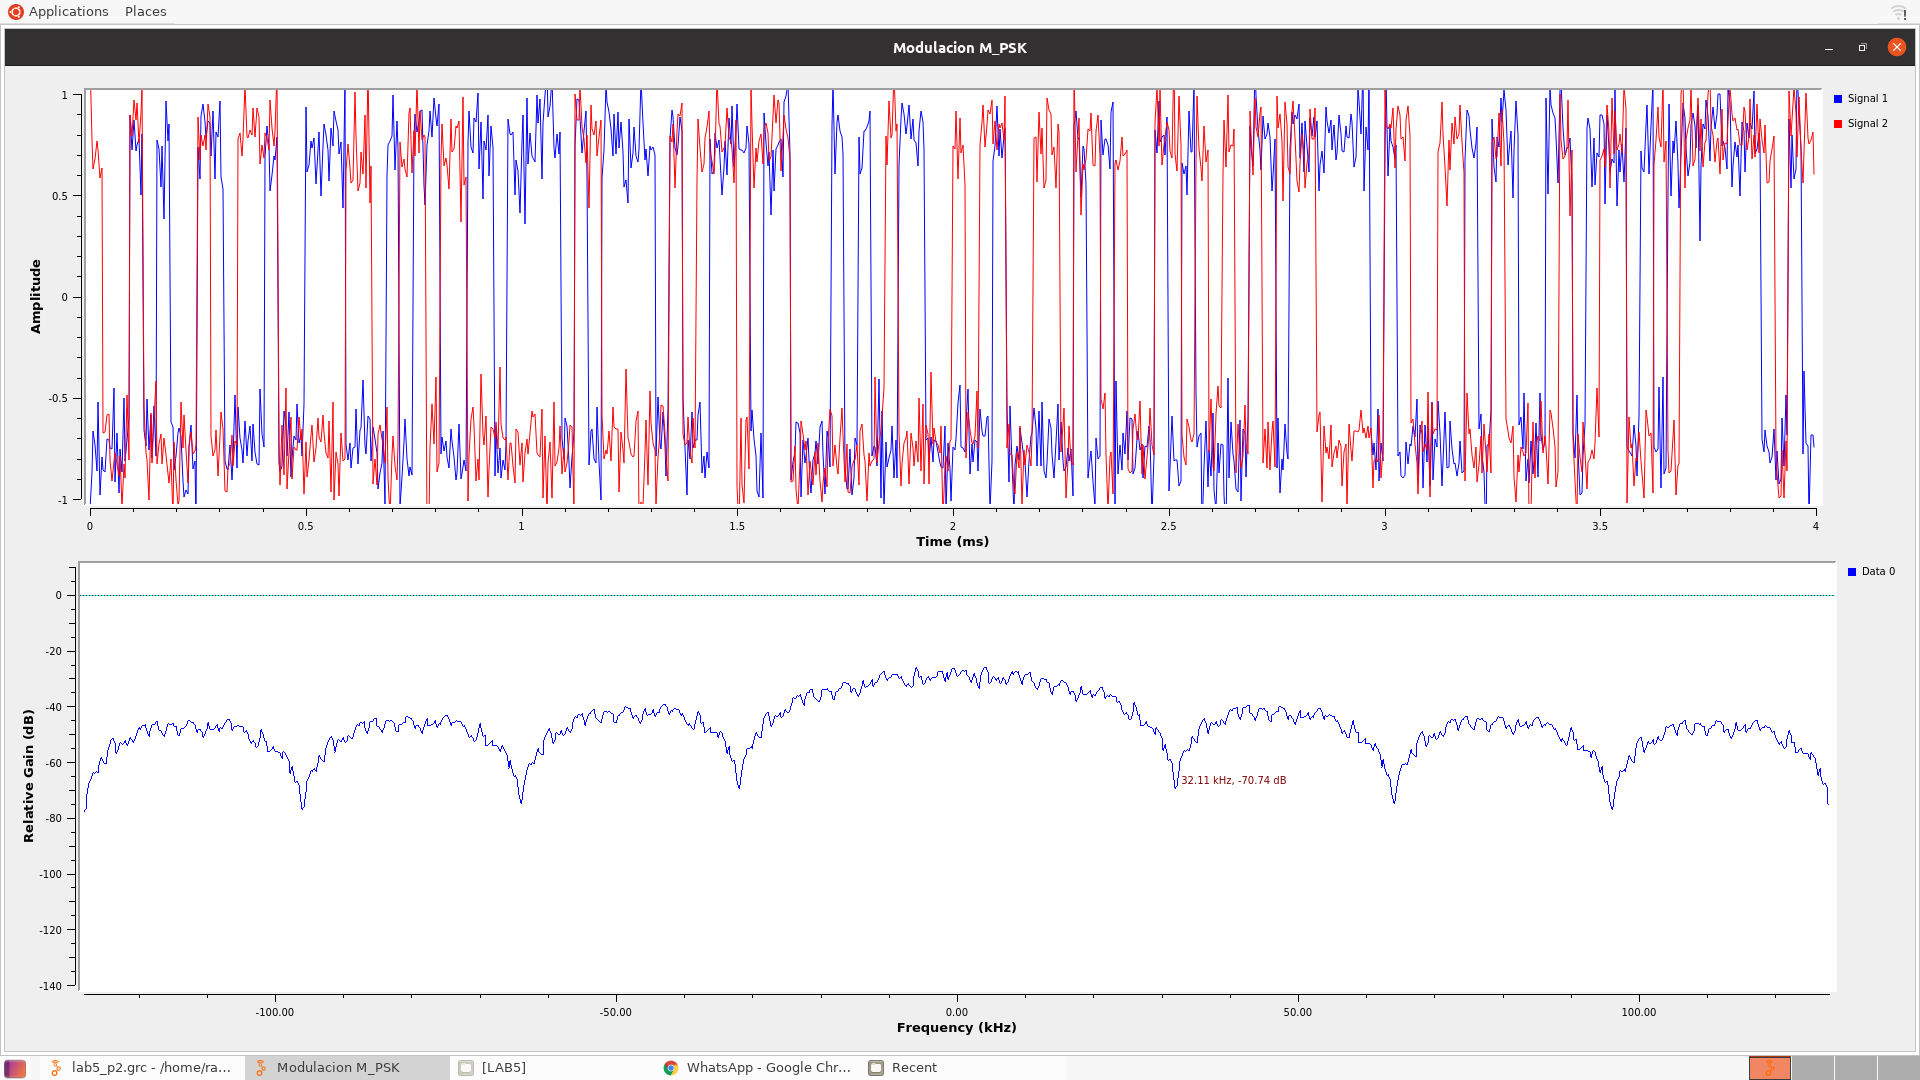 Applications Places
Modulacion M_PSK
Signal 1
Signal 2
1
0.5
0
-0.5
-1
Amplitude
0 0.5 1 1.5 2 2.5 3 3.5 4
Time (ms)
Data 0
0
-20
-40
-60
-80
-100
-120
-140
Relative Gain (dB)
32.11 kHz, -70.74 dB
-100.00 -50.00 0.00 50.00 100.00
Frequency (kHz)
lab5_p2.grc - /home/ra... Modulacion M_PSK [LAB5] WhatsApp - Google Chr... Recent